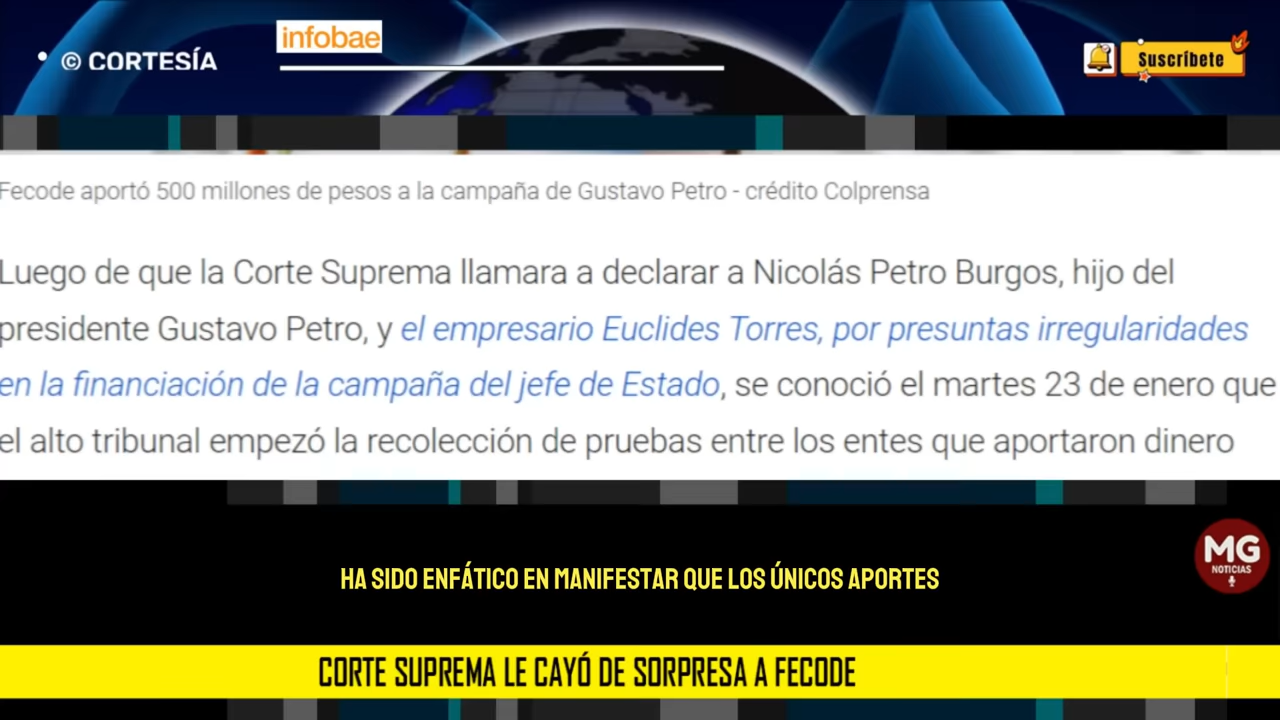 infobae
© CORTESÍA
Suscríbete
Fecode aportó 500 millones de pesos a la campaña de Gustavo Petro - crédito Colprensa
Luego de que la Corte Suprema llamara a declarar a Nicolás Petro Burgos, hijo del
presidente Gustavo Petro, y el empresario Euclides Torres, por presuntas irregularidades
en la financiación de la campaña del jefe de Estado, se conoció el martes 23 de enero que
el alto tribunal empezó la recolección de pruebas entre los entes que aportaron dinero
MG
NOTICIAS
HA SIDO ENFÁTICO EN MANIFESTAR QUE LOS ÚNICOS APORTES
CORTE SUPREMA LE CAYÓ DE SORPRESA A FECODE